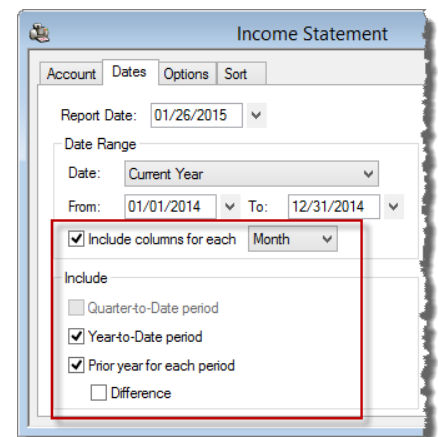 Income Statement
Account Dates Options Sort
Report Date: 01/26/2015
Date Range
Date: Current Year
From: 01/01/2014 To: 12/31/2014
Include columns for each Month
Include
Quarter-to-Date period
Year-to-Date period
Prior year for each period
Difference